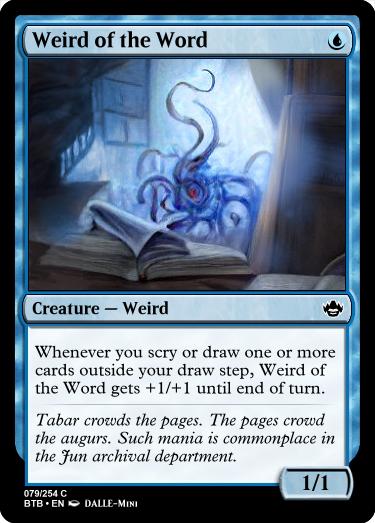 Weird of the Word
Creature — Weird
Whenever you scry or draw one or more
cards outside your draw step, Weird of
the Word gets +1/+1 until end of turn.
Tabar crowds the pages. The pages crowd
the augurs. Such mania is commonplace in
the Jun archival department.
1/1
079/254 C
BTB • EN DALLE-Mini